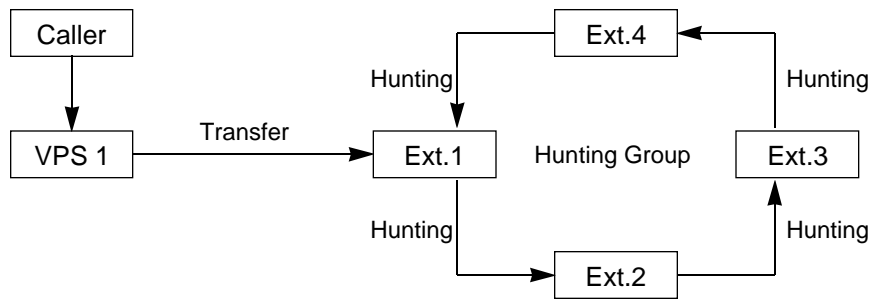 Caller
Ext.4
Hunting
Hunting
Transfer
VPS 1
Ext.1
Hunting Group
Ext.3
Hunting
Hunting
Ext.2